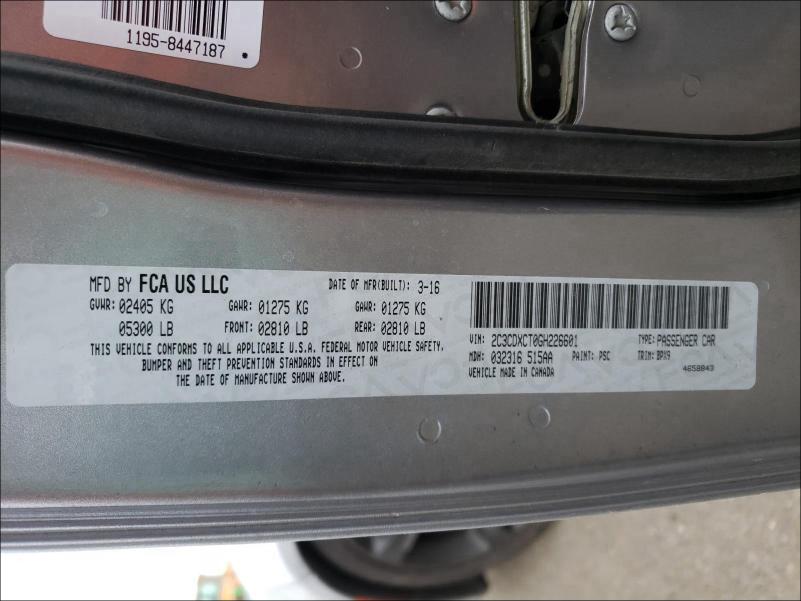 1195-8447187
MFD BY FCA US LLC
DATE OF MFR(BUILT): 3-16
GVWR: 02405 KG GAWR: 01275 KG GAWR: 01275 KG
05300 LB FRONT: 02810 LB REAR: 02810 LB
THIS VEHICLE CONFORMS TO ALL APPLICABLE U.S.A. FEDERAL MOTOR VEHICLE SAFETY,
BUMPER AND THEFT PREVENTION STANDARDS IN EFFECT ON
THE DATE OF MANUFACTURE SHOWN ABOVE.
VIN: 2C3CDXCT0GH226601 TYPE: PASSENGER CAR
MDH: 032316 515AA PAINT: PSC TRIM: BPX9
VEHICLE MADE IN CANADA 4658843